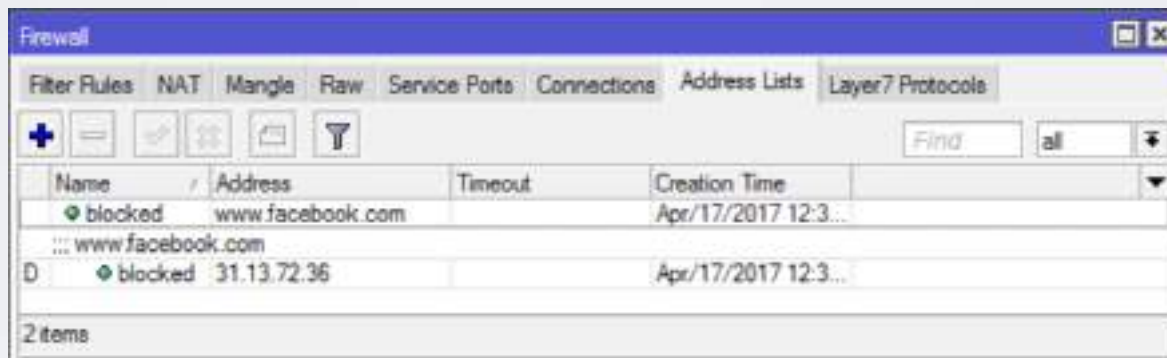 Firewall
Filter Rules NAT Mangle Raw Service Ports Connections Address Lists Layer7 Protocols
Find all
Name Address Timeout Creation Time
blocked www.facebook.com Apr/17/2017 12:3...
::: www.facebook.com
D blocked 31.13.72.36 Apr/17/2017 12:3...
2 items